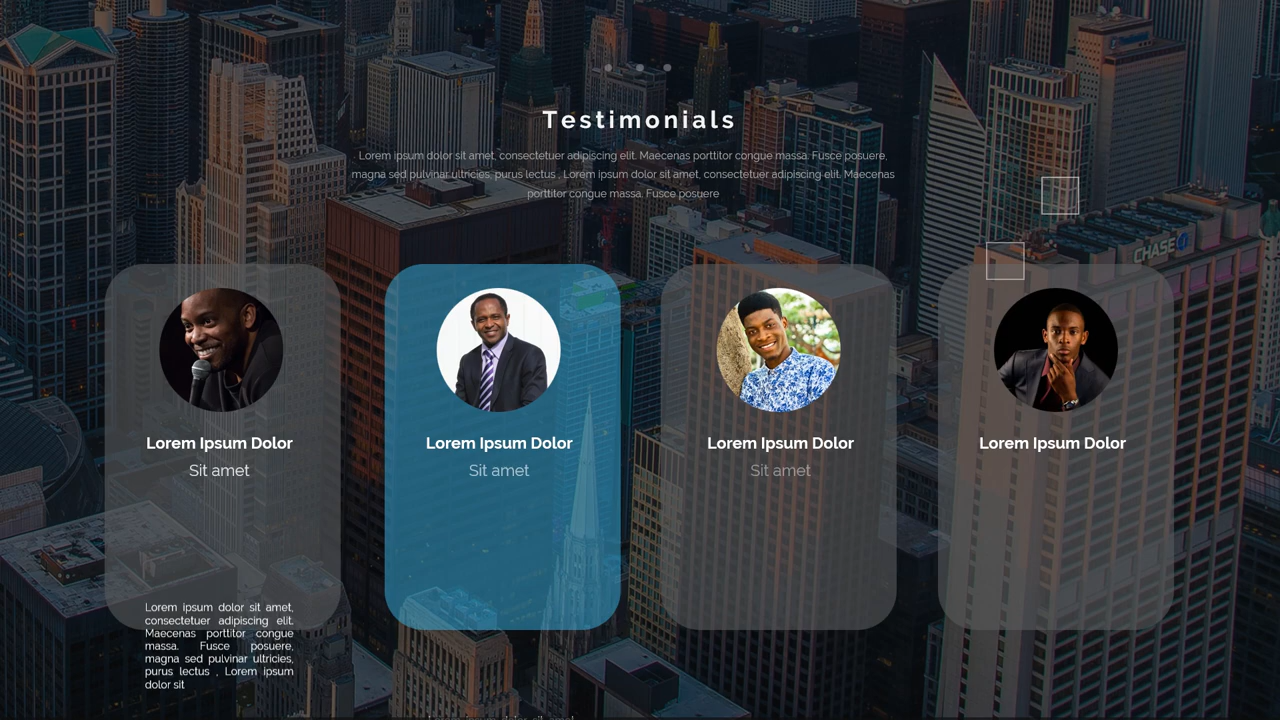 Testimonials
Lorem ipsum dolor sit amet, consectetuer adipiscing elit. Maecenas porttitor congue massa. Fusce posuere,
magna sed pulvinar ultricies, purus lectus , Lorem ipsum dolor sit amet, consectetuer adipiscing elit. Maecenas
porttitor congue massa. Fusce posuere
CHASE
Lorem Ipsum Dolor
Sit amet
Lorem ipsum dolor sit amet,
consectetuer adipiscing elit.
Maecenas porttitor congue
massa. Fusce posuere,
magna sed pulvinar ultricies,
purus lectus , Lorem ipsum
dolor sit
Lorem Ipsum Dolor
Sit amet
Lorem Ipsum Dolor
Sit amet
Lorem Ipsum Dolor